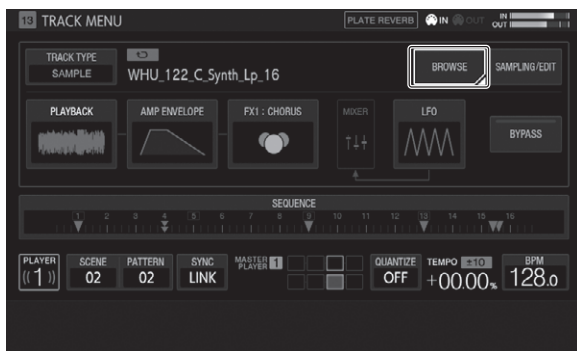 13 TRACK MENU PLATE REVERB IN OUT IN
OUT
TRACK TYPE
SAMPLE
WHU_122_C_Synth_Lp_16
BROWSE
SAMPLING/EDIT
PLAYBACK AMP ENVELOPE FX1 : CHORUS MIXER LFO
BYPASS
SEQUENCE
1 2 3 4 5 6 7 8 9 10 11 12 13 14 15 16
PLAYER SCENE PATTERN SYNC MASTER PLAYER 1 QUANTIZE TEMPO ±10 BPM
((1)) 02 02 LINK OFF +00.00% 128.0